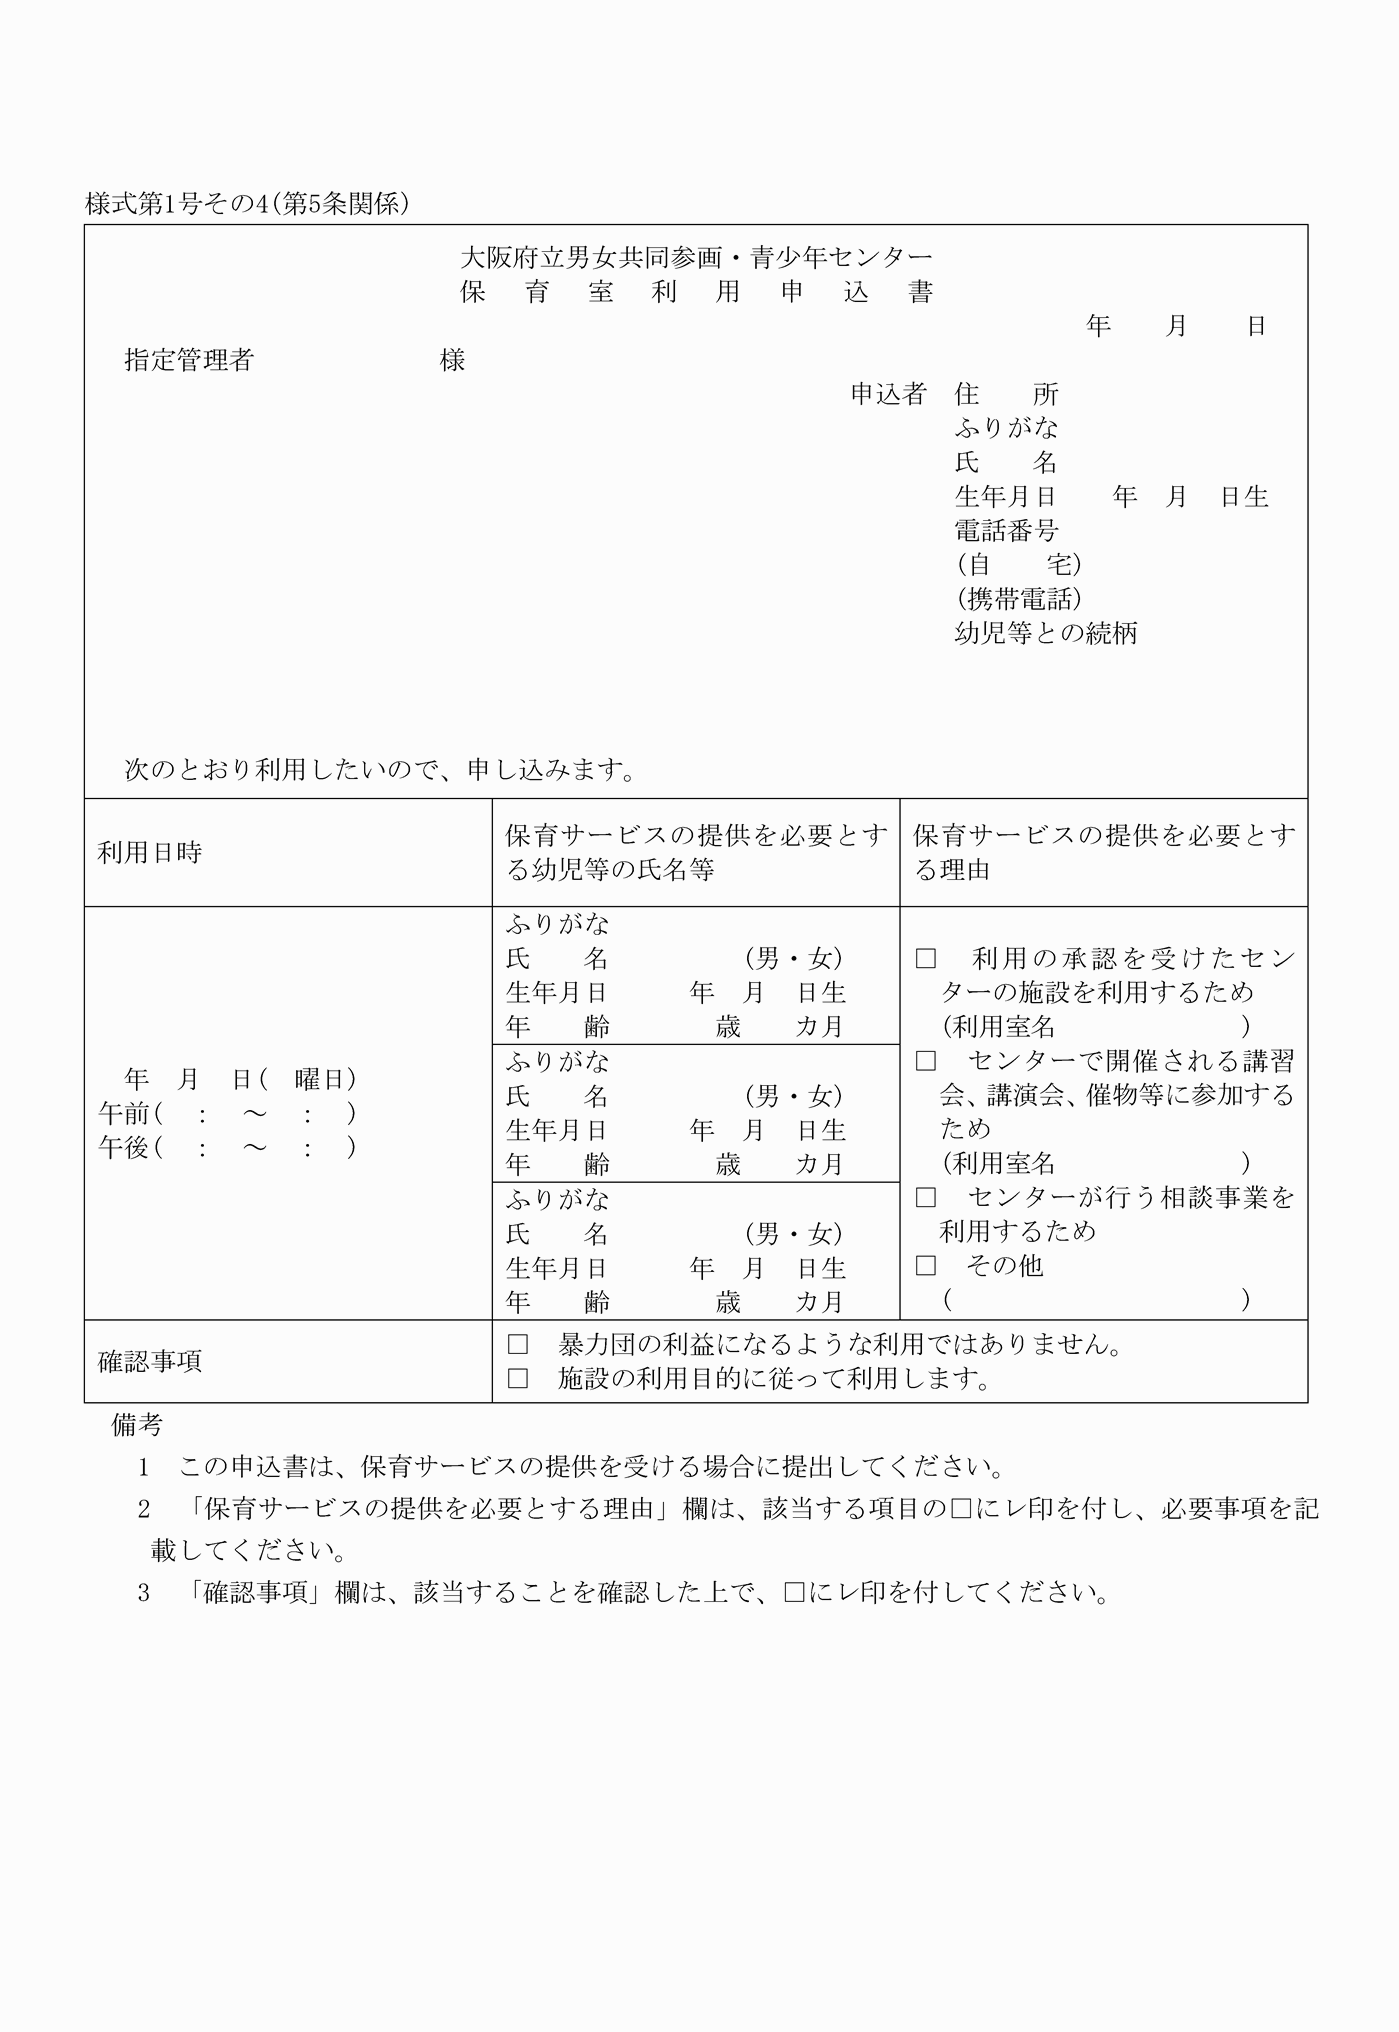 様式第1号その4(第5条関係)
大阪府立男女共同参画・青少年センター
保　育　室　利　用　申　込　書
年　　月　　日
指定管理者　　　　　　　様
申込者　住　　所
ふりがな
氏　　名
生年月日　　年　月　日生
電話番号
(自　　宅)
(携帯電話)
幼児等との続柄
次のとおり利用したいので、申し込みます。
利用日時
保育サービスの提供を必要とす
る幼児等の氏名等
保育サービスの提供を必要とす
る理由
年　月　日(　曜日)
午前(　：　～　：　)
午後(　：　～　：　)
ふりがな
氏　　名　　　　　(男・女)
生年月日　　　年　月　日生
年　　齢　　　　歳　　カ月
ふりがな
氏　　名　　　　　(男・女)
生年月日　　　年　月　日生
年　　齢　　　　歳　　カ月
ふりがな
氏　　名　　　　　(男・女)
生年月日　　　年　月　日生
年　　齢　　　　歳　　カ月
□　利用の承認を受けたセン
ターの施設を利用するため
(利用室名　　　　　　　)
□　センターで開催される講習
会、講演会、催物等に参加する
ため
(利用室名　　　　　　　)
□　センターが行う相談事業を
利用するため
□　その他
(　　　　　　　　　　　)
確認事項
□　暴力団の利益になるような利用ではありません。
□　施設の利用目的に従って利用します。
備考
1　この申込書は、保育サービスの提供を受ける場合に提出してください。
2　「保育サービスの提供を必要とする理由」欄は、該当する項目の□にレ印を付し、必要事項を記
載してください。
3　「確認事項」欄は、該当することを確認した上で、□にレ印を付してください。